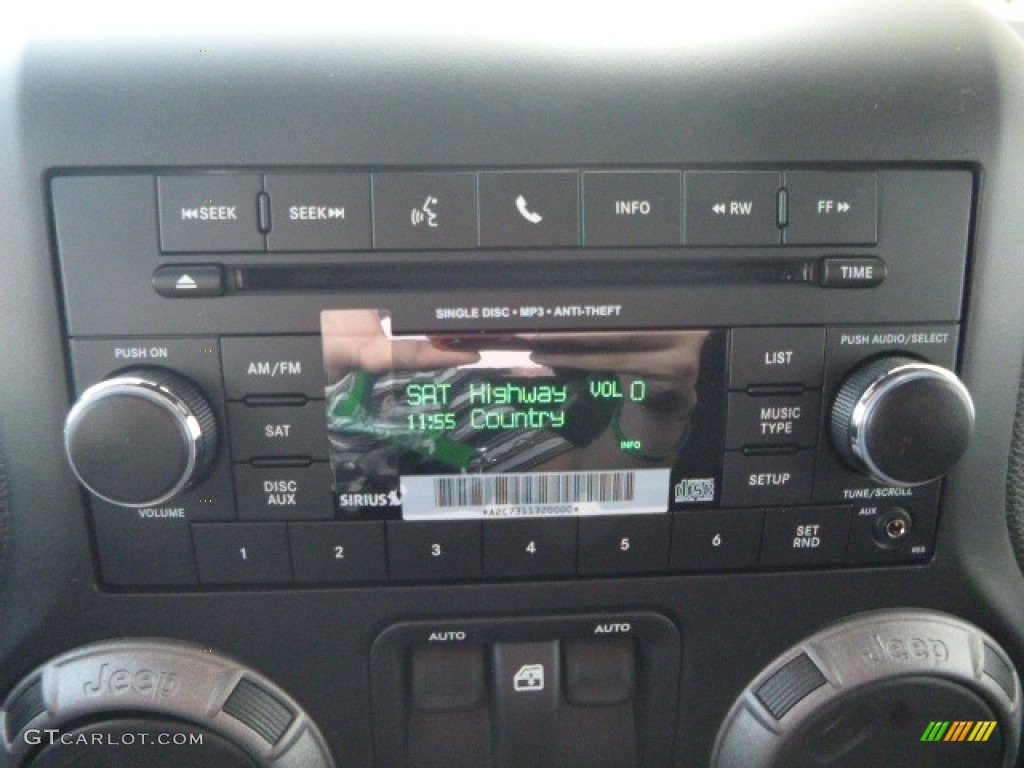 SEEK SEEK INFO RW FF
TIME
SINGLE DISC • MP3 • ANTI-THEFT
PUSH ON
PUSH AUDIO/SELECT
AM/FM
LIST
SAT Highway VOL 0
11:55 Country
INFO
SAT
MUSIC
TYPE
DISC
AUX
SETUP
SIRIUS
disc
VOLUME
TUNE/SCROLL
AUX
1 2 3 4 5 6
SET
RND
AUTO AUTO
Jeep Jeep
GTCARLOT.COM